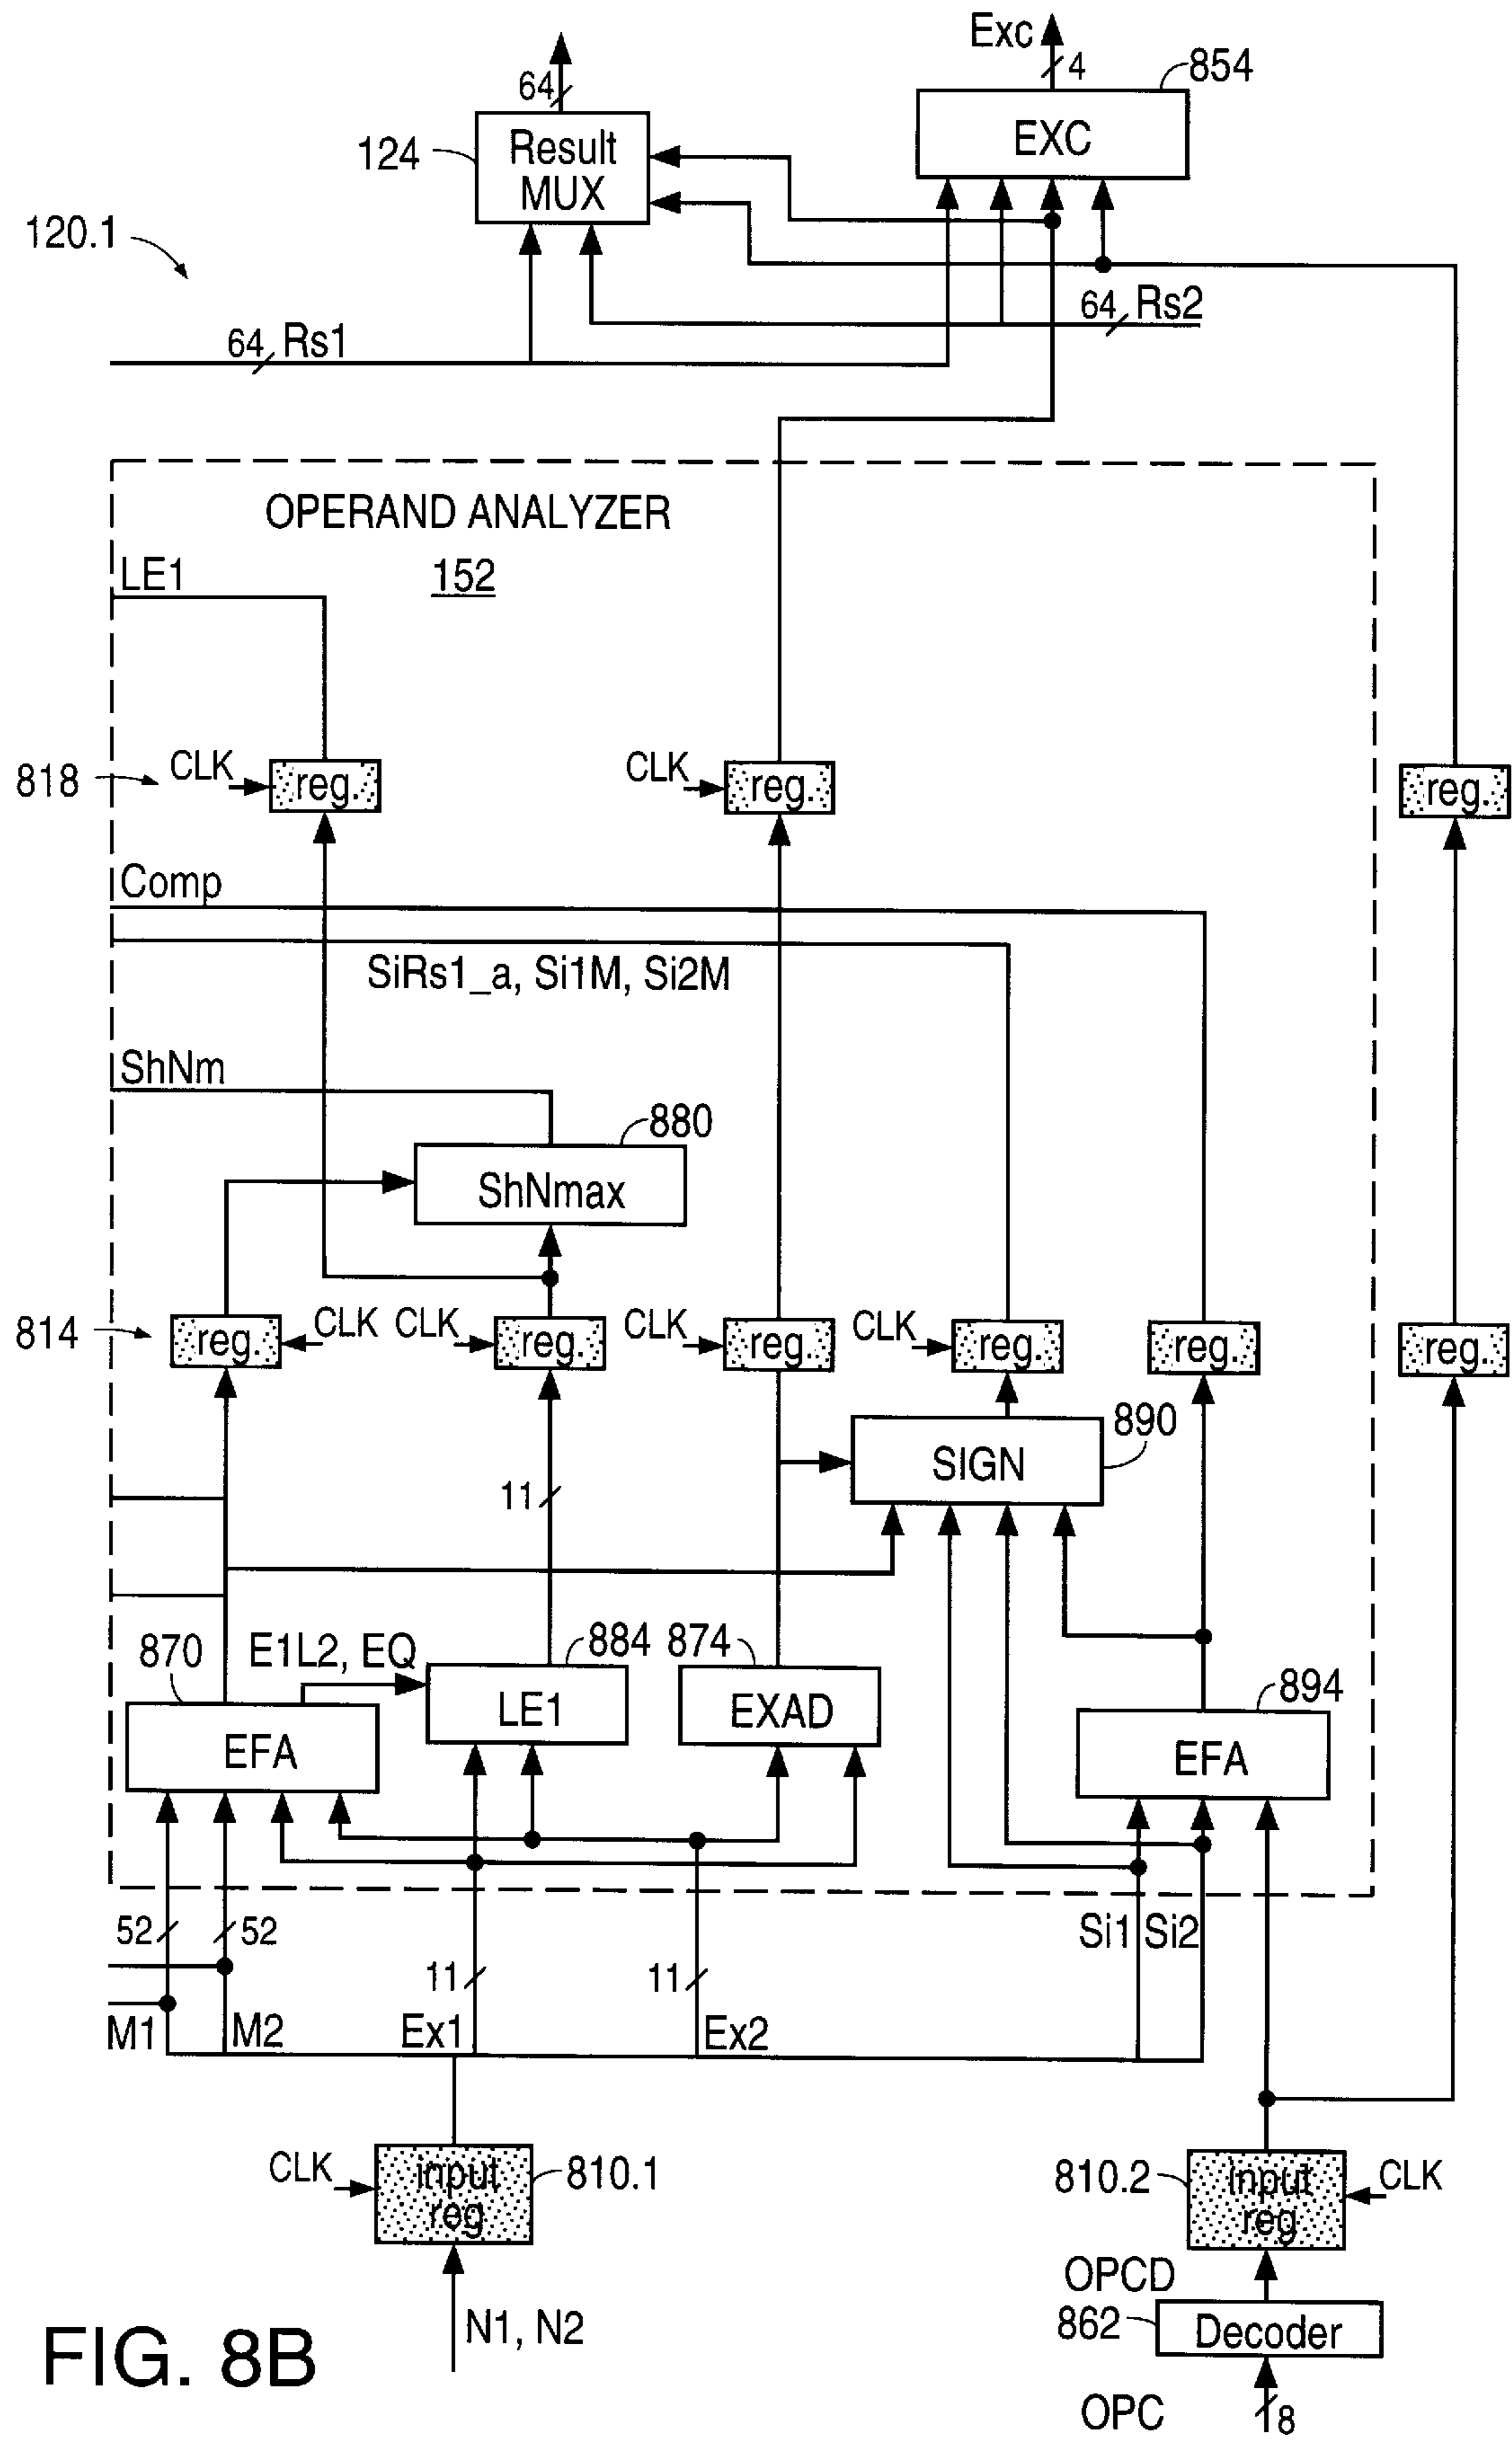 Exc
4
854
64
124
Result
MUX
EXC
120.1
64 Rs2
64 Rs1
OPERAND ANALYZER
152
LE1
818
CLK
reg.
CLK
reg.
reg.
Comp
SiRs1_a, Si1M, Si2M
ShNm
880
ShNmax
814
reg.
CLK
CLK
reg.
CLK
reg.
CLK
reg.
reg.
reg.
890
SIGN
11
870
E1L2, EQ
884
874
LE1
EXAD
894
EFA
EFA
52
52
Si1
Si2
11
11
M1
M2
Ex1
Ex2
CLK
input
reg
810.1
810.2
input
reg
CLK
OPCD
N1, N2
862
Decoder
FIG. 8B
OPC
8